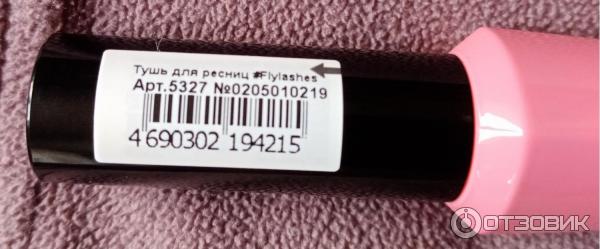 Тушь для ресниц #Flylashes
Арт.5327 №0205010219
4 690302 194215
ОТЗОВИК